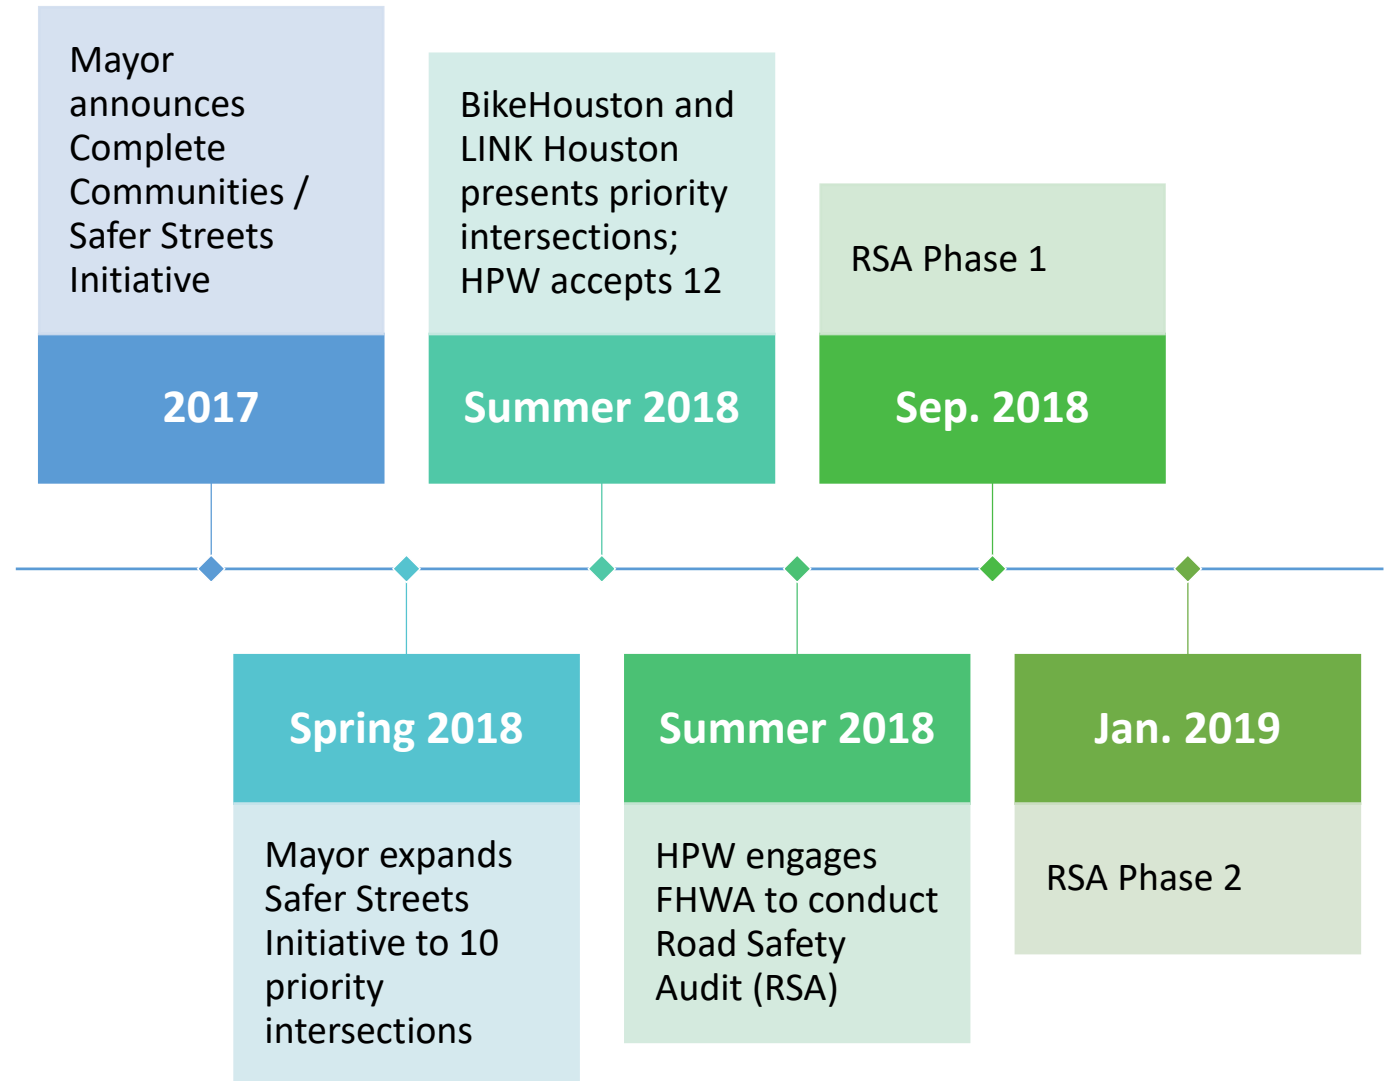 Mayor
announces
Complete
Communities /
Safer Streets
Initiative
2017
BikeHouston and
LINK Houston
presents priority
intersections;
HPW accepts 12
Summer 2018
RSA Phase 1
Sep. 2018
Spring 2018
Mayor expands
Safer Streets
Initiative to 10
priority
intersections
Summer 2018
HPW engages
FHWA to conduct
Road Safety
Audit (RSA)
Jan. 2019
RSA Phase 2